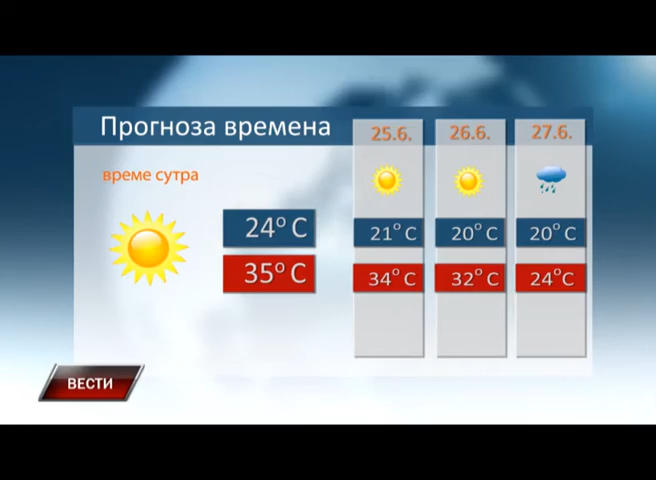 Прогноза времена
време сутра
24°C
35°C
25.6.
21°C
34°C
26.6.
20°C
32°C
27.6.
20°C
24°C
ВЕСТИ